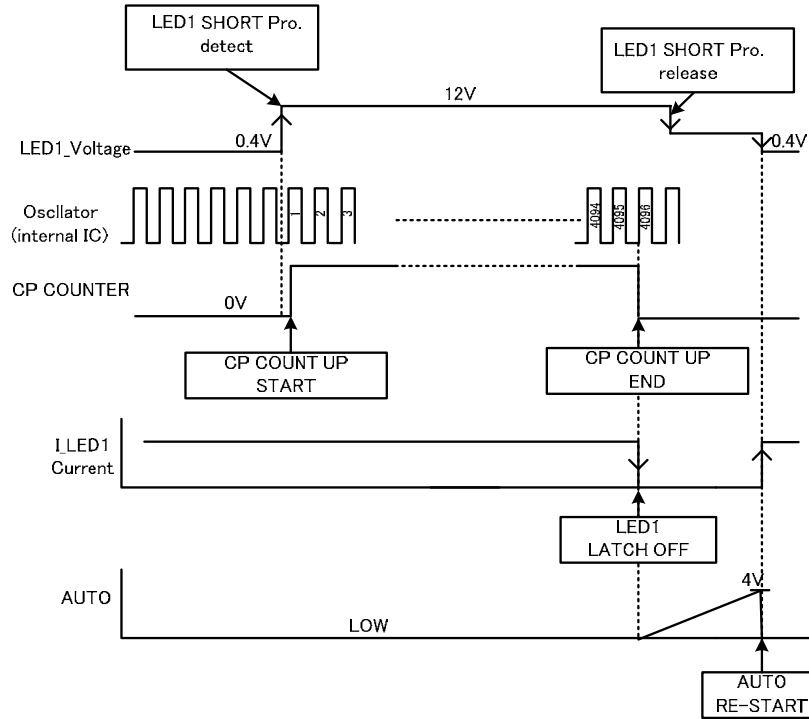 LED1 SHORT Pro.
detect
LED1 SHORT Pro.
release
12V
0.4V
0.4V
LED1_Voltage
Oscllator
(internal IC)
1
2
3
4094
4095
4096
CP COUNTER
0V
CP COUNT UP
START
CP COUNT UP
END
I_LED1
Current
LED1
LATCH OFF
AUTO
LOW
4V
AUTO
RE-START